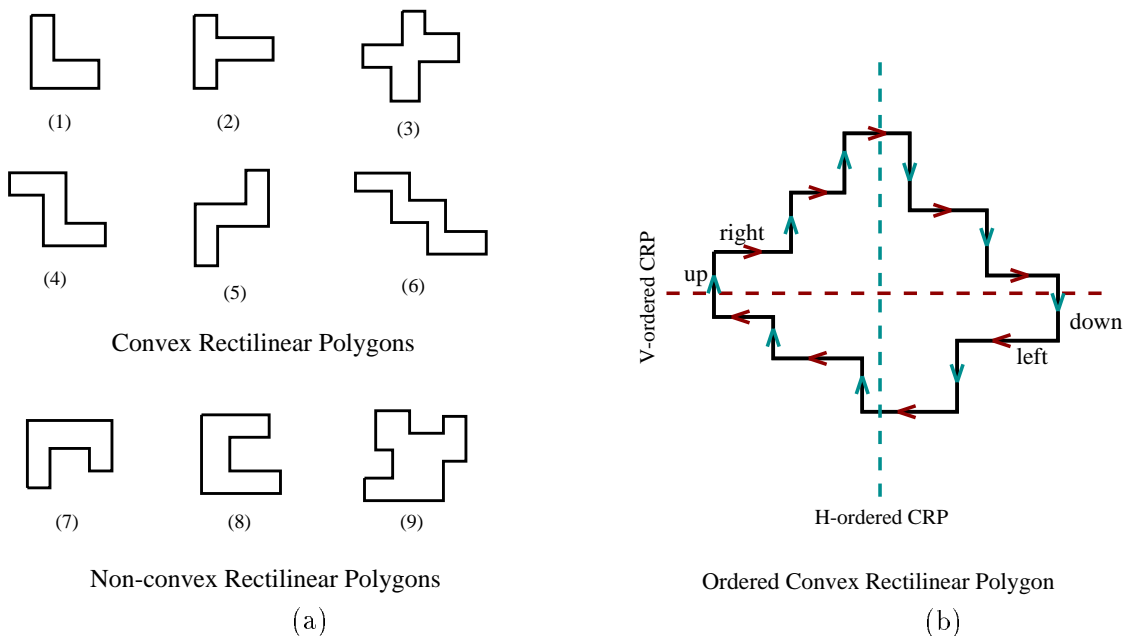 (1) (2) (3)
(4) (5) (6)
Convex Rectilinear Polygons
(7) (8) (9)
Non-convex Rectilinear Polygons
(a)
V-ordered CRP
right
up
down
left
H-ordered CRP
Ordered Convex Rectilinear Polygon
(b)